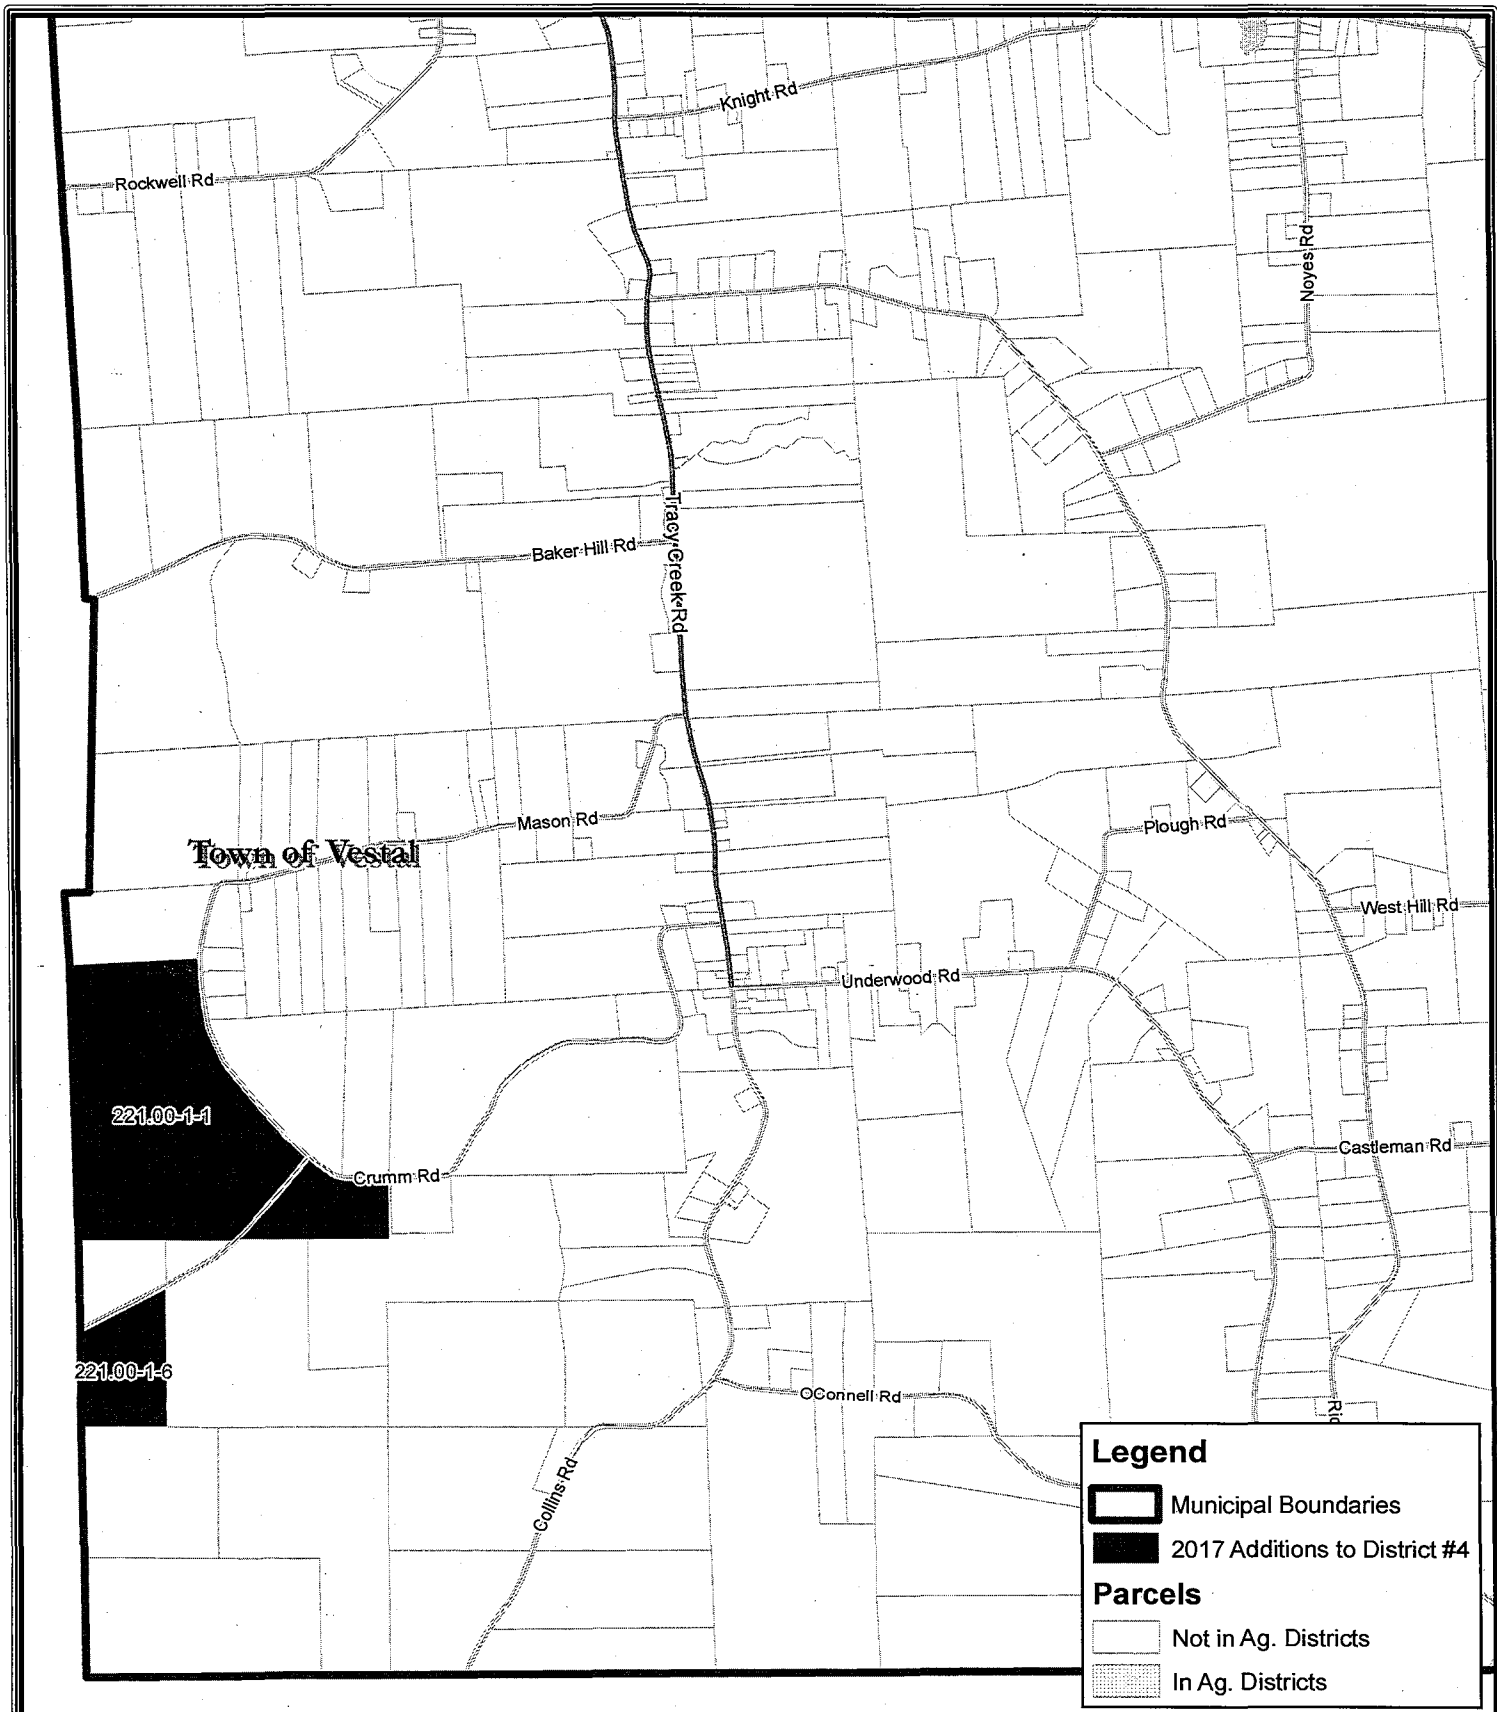 Knight Rd
Rockwell Rd
Noyes Rd
Tracy Creek Rd
Baker Hill Rd
Mason Rd
Plough Rd
Town of Vestal
West Hill Rd
Underwood Rd
221.00-1-1
Castleman Rd
Crumm Rd
221.00-1-6
OConnell Rd
Collins Rd
Legend
Municipal Boundaries
2017 Additions to District #4
Parcels
Not in Ag. Districts
In Ag. Districts